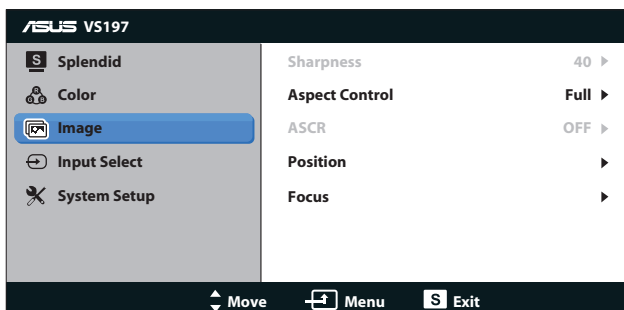 ASUS VS197
S Splendid
Color
Image
Input Select
System Setup
Sharpness 40
Aspect Control Full
ASCR OFF
Position
Focus
Move Menu S Exit